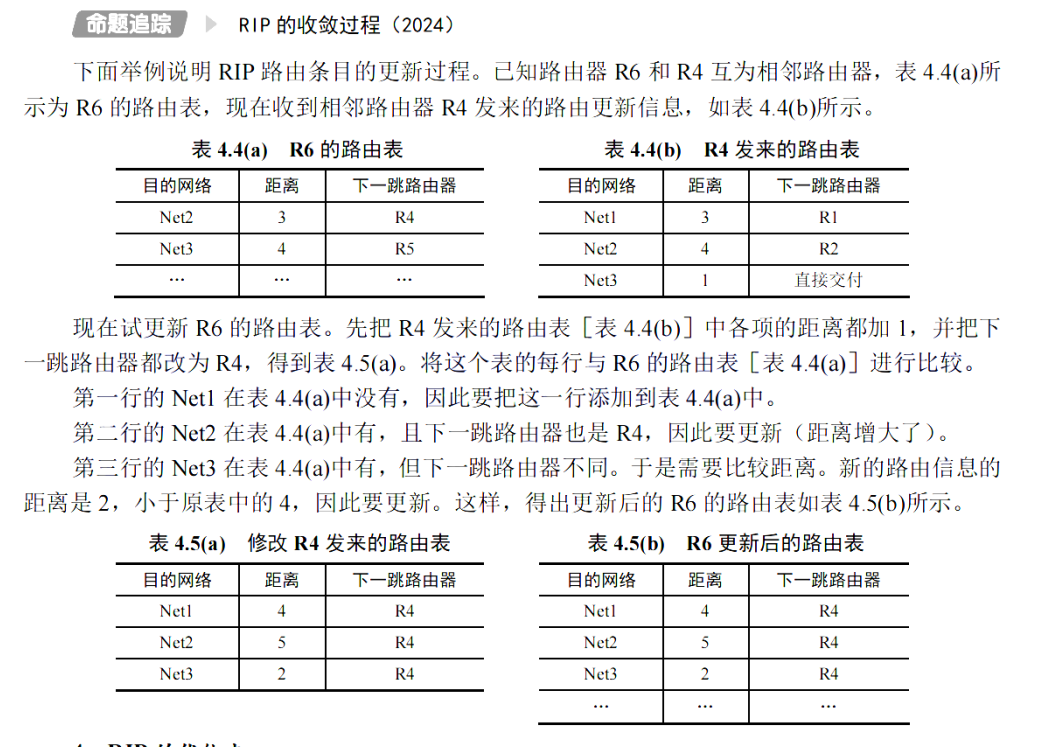 命题追踪 RIP 的收敛过程（2024）
下面举例说明 RIP 路由条目的更新过程。已知路由器 R6 和 R4 互为相邻路由器，表 4.4(a)所
示为 R6 的路由表，现在收到相邻路由器 R4 发来的路由更新信息，如表 4.4(b)所示。
表 4.4(a) R6 的路由表
目的网络 距离 下一跳路由器
Net2 3 R4
Net3 4 R5
… … …
表 4.4(b) R4 发来的路由表
目的网络 距离 下一跳路由器
Net1 3 R1
Net2 4 R2
Net3 1 直接交付
现在试更新 R6 的路由表。先把 R4 发来的路由表［表 4.4(b)］中各项的距离都加 1，并把下
一跳路由器都改为 R4，得到表 4.5(a)。将这个表的每行与 R6 的路由表［表 4.4(a)］进行比较。
第一行的 Net1 在表 4.4(a)中没有，因此要把这一行添加到表 4.4(a)中。
第二行的 Net2 在表 4.4(a)中有，且下一跳路由器也是 R4，因此要更新（距离增大了）。
第三行的 Net3 在表 4.4(a)中有，但下一跳路由器不同。于是需要比较距离。新的路由信息的
距离是 2，小于原表中的 4，因此要更新。这样，得出更新后的 R6 的路由表如表 4.5(b)所示。
表 4.5(a) 修改 R4 发来的路由表
目的网络 距离 下一跳路由器
Net1 4 R4
Net2 5 R4
Net3 2 R4
表 4.5(b) R6 更新后的路由表
目的网络 距离 下一跳路由器
Net1 4 R4
Net2 5 R4
Net3 2 R4
… … …